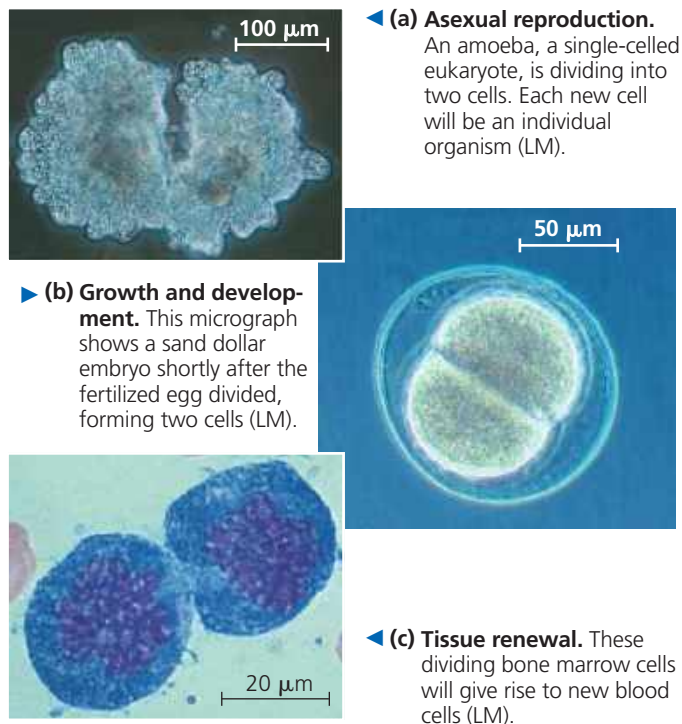 100 μm
◄ (a) Asexual reproduction.
An amoeba, a single-celled
eukaryote, is dividing into
two cells. Each new cell
will be an individual
organism (LM).
50 μm
► (b) Growth and develop-
ment. This micrograph
shows a sand dollar
embryo shortly after the
fertilized egg divided,
forming two cells (LM).
20 μm
◄ (c) Tissue renewal. These
dividing bone marrow cells
will give rise to new blood
cells (LM).